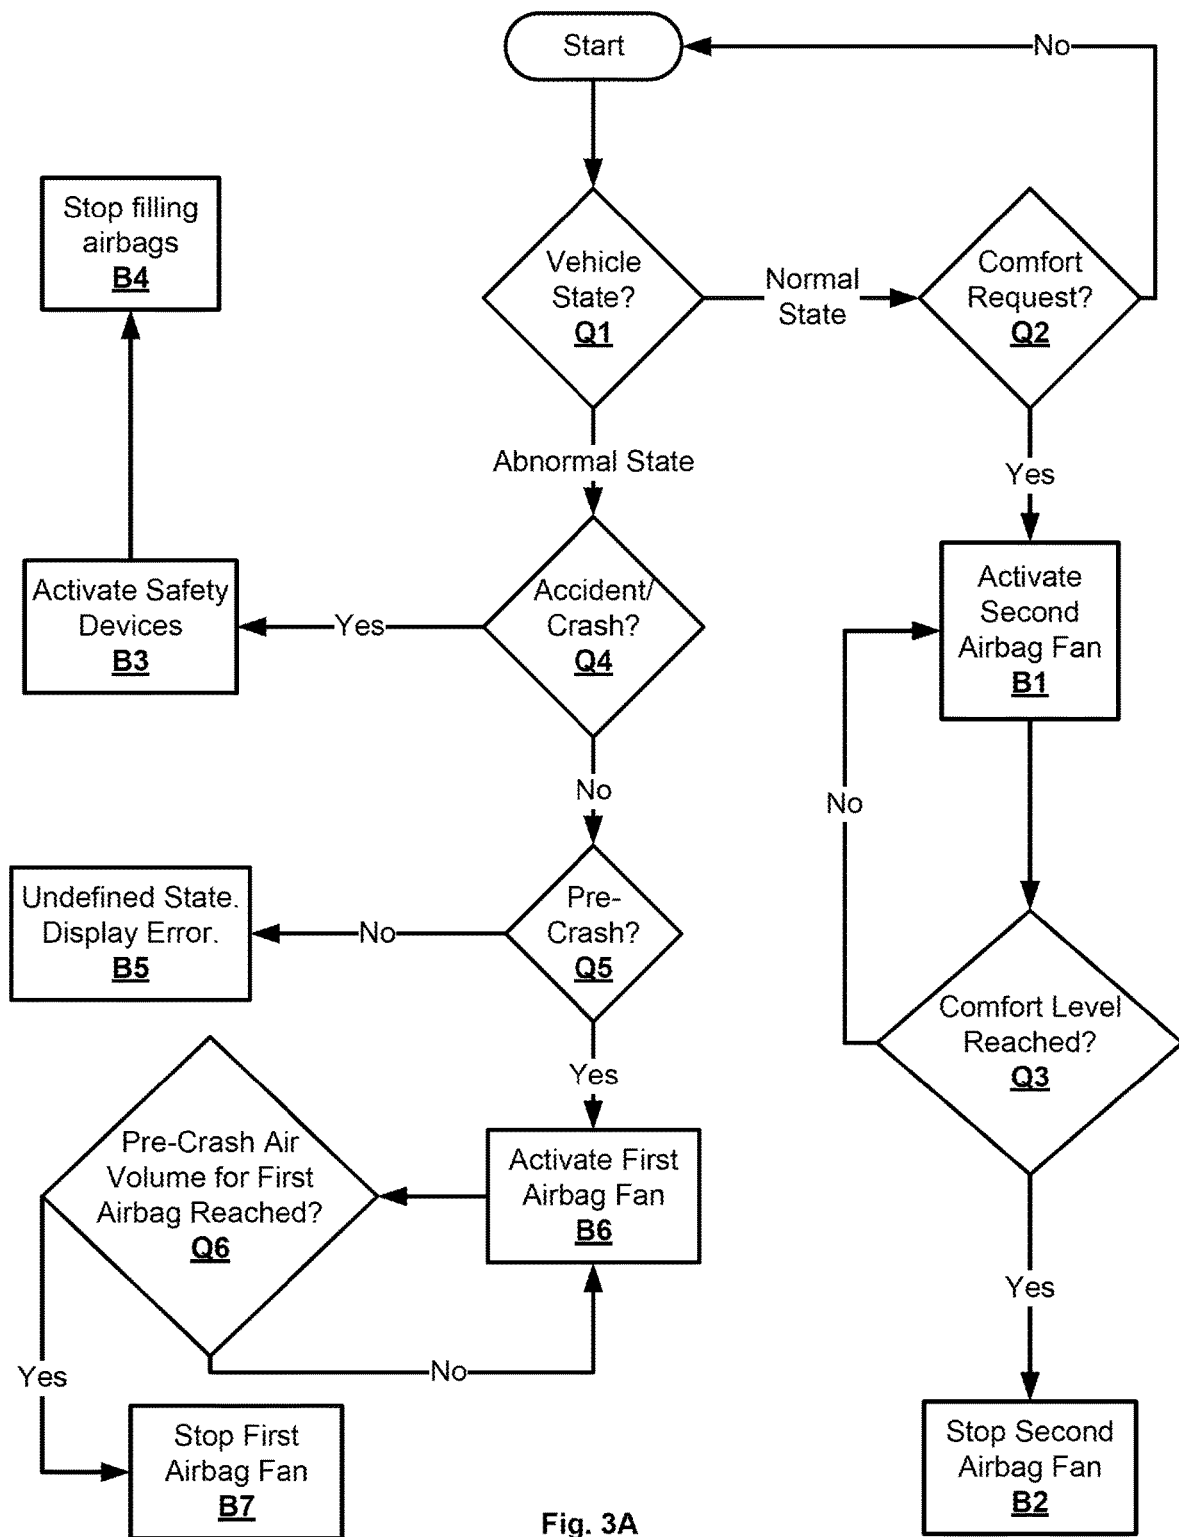 Start
No
Stop filling
airbags
B4
Vehicle
State?
Q1
Normal
State
Comfort
Request?
Q2
Abnormal State
Yes
Activate Safety
Devices
B3
Yes
Accident/
Crash?
Q4
Activate
Second
Airbag Fan
B1
No
No
Undefined State.
Display Error.
B5
No
Pre-
Crash?
Q5
Comfort Level
Reached?
Q3
Yes
Pre-Crash Air
Volume for First
Airbag Reached?
Q6
Activate First
Airbag Fan
B6
Yes
Yes
No
Stop First
Airbag Fan
B7
Stop Second
Airbag Fan
B2
Fig. 3A